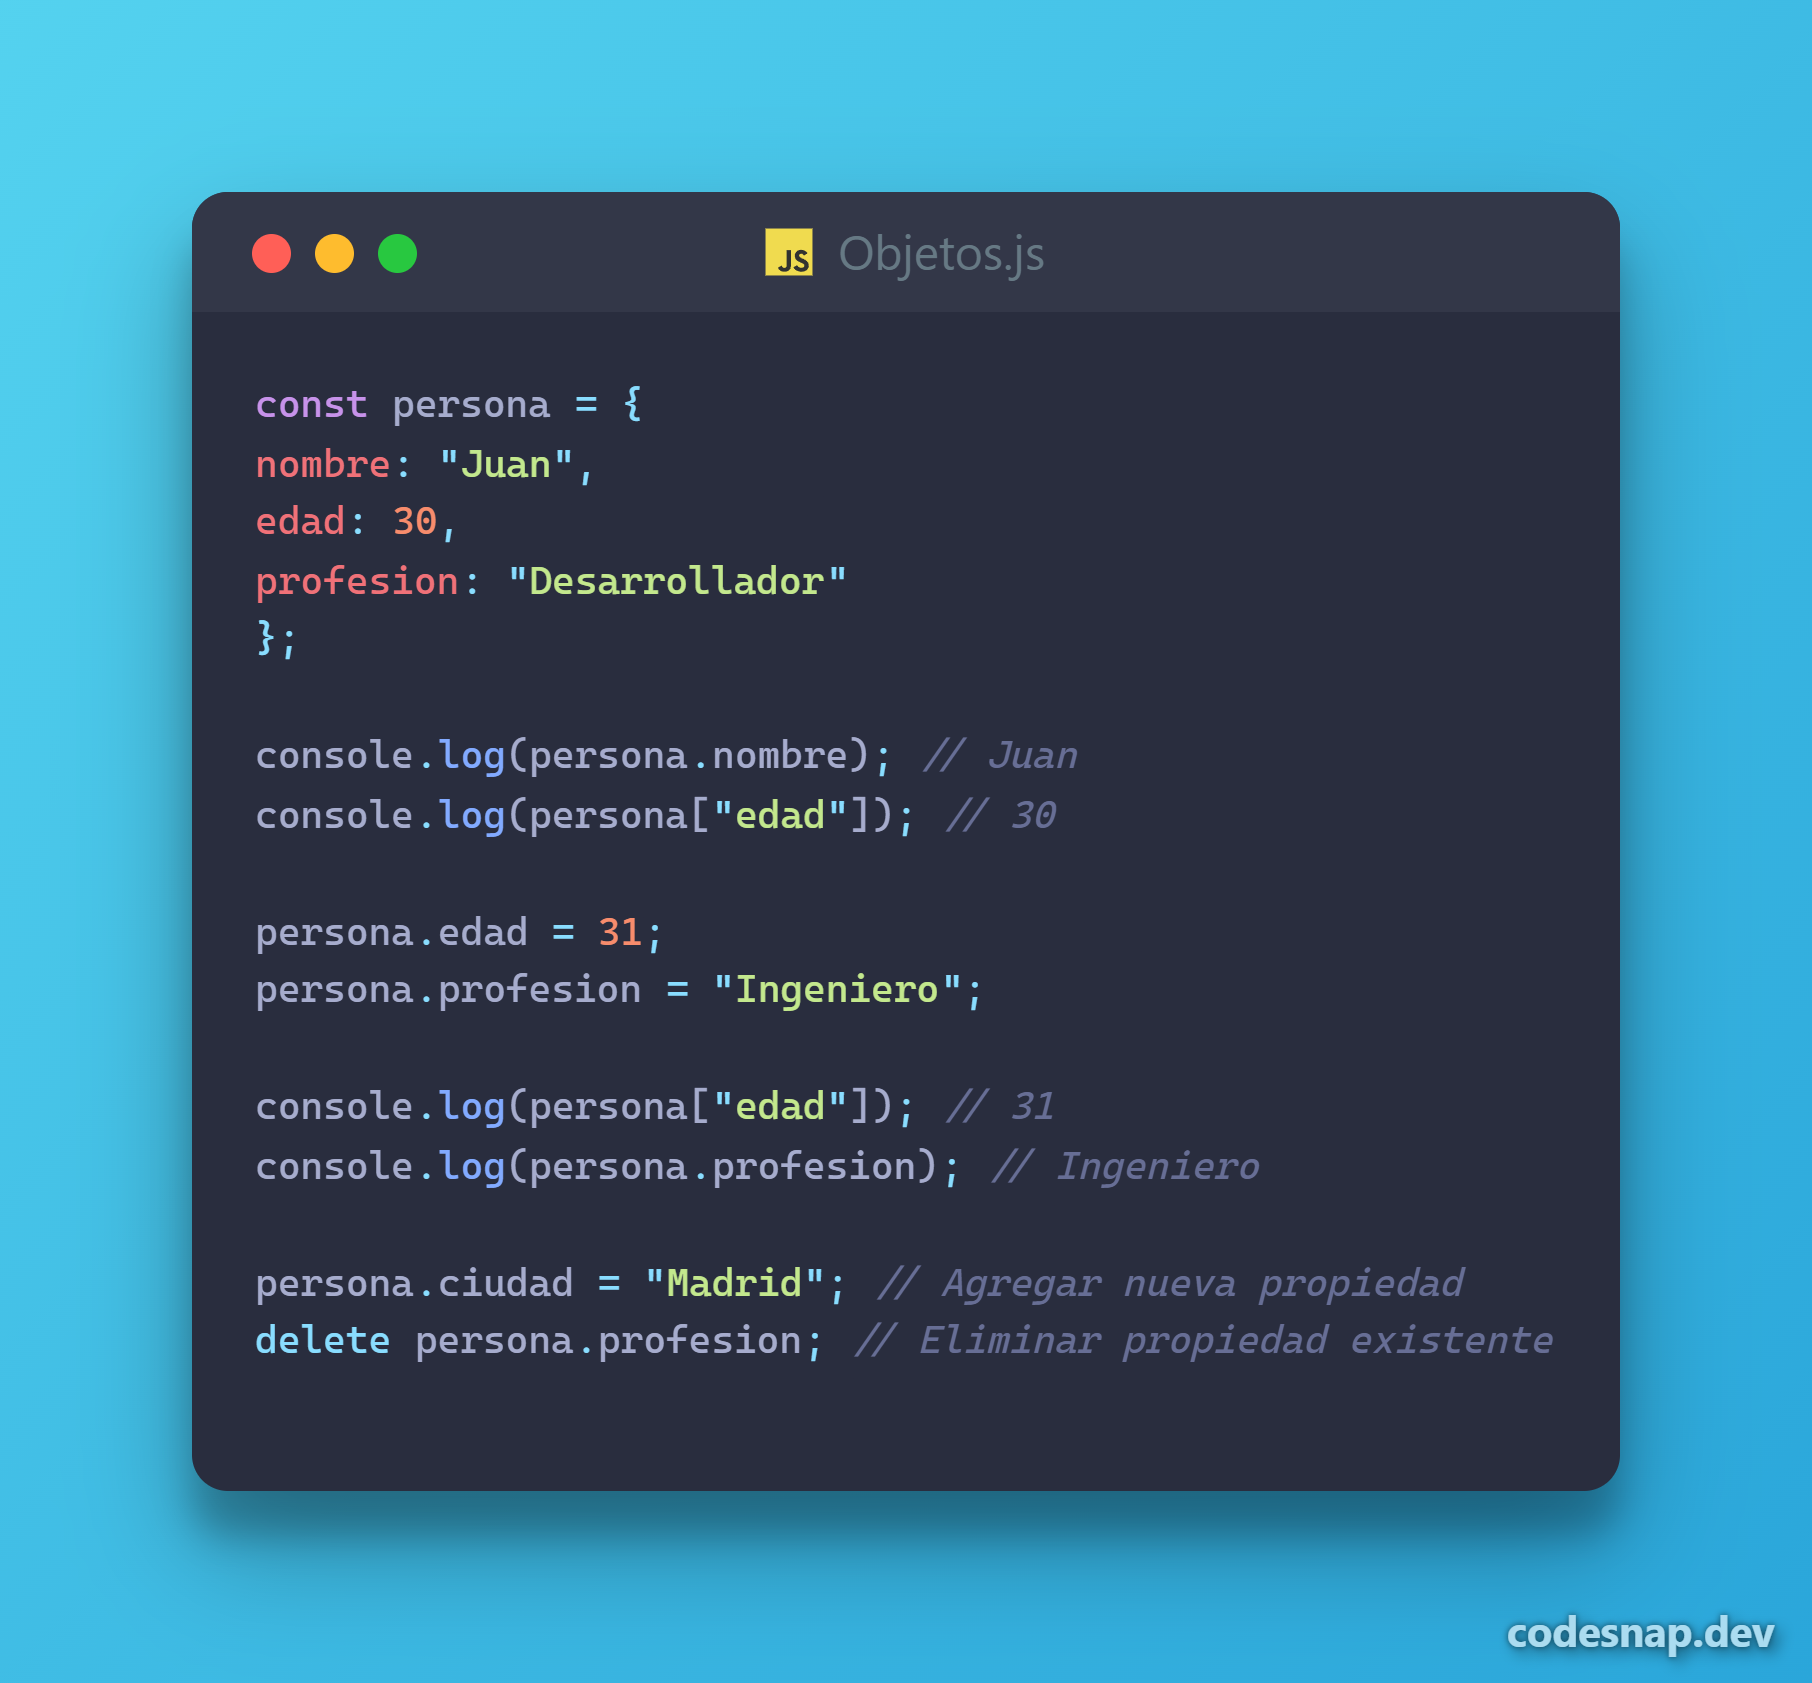 JS Objetos.js
const persona = {
nombre: "Juan",
edad: 30,
profesion: "Desarrollador"
};
console.log(persona.nombre); // Juan
console.log(persona["edad"]); // 30
persona.edad = 31;
persona.profesion = "Ingeniero";
console.log(persona["edad"]); // 31
console.log(persona.profesion); // Ingeniero
persona.ciudad = "Madrid"; // Agregar nueva propiedad
delete persona.profesion; // Eliminar propiedad existente
codesnap.dev